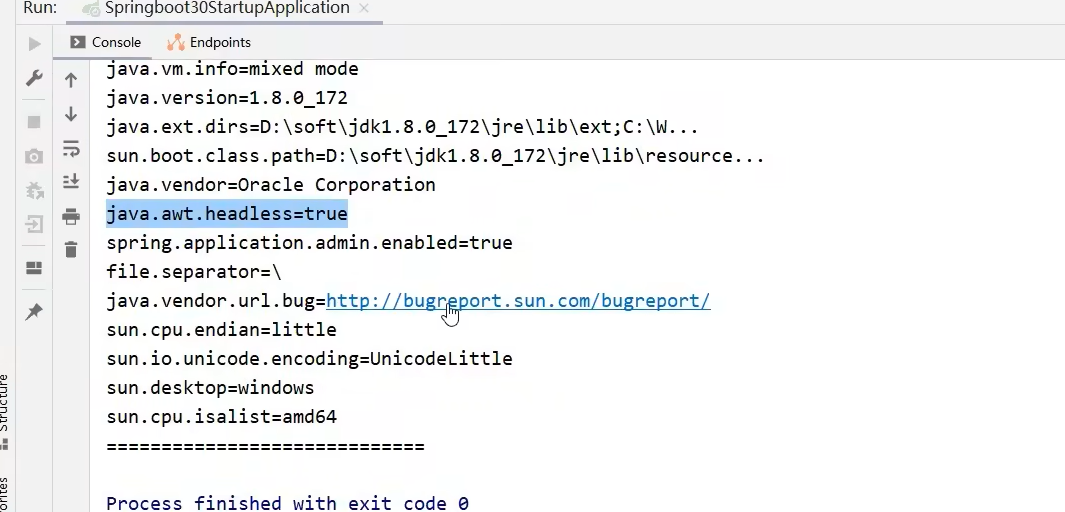 Run: Springboot30StartupApplication
Console Endpoints
java.vm.info=mixed mode
java.version=1.8.0_172
java.ext.dirs=D:\soft\jdk1.8.0_172\jre\lib\ext;C:\W...
sun.boot.class.path=D:\soft\jdk1.8.0_172\jre\lib\resource...
java.vendor=Oracle Corporation
java.awt.headless=true
spring.application.admin.enabled=true
file.separator=\
java.vendor.url.bug=http://bugreport.sun.com/bugreport/
sun.cpu.endian=little
sun.io.unicode.encoding=UnicodeLittle
sun.desktop=windows
sun.cpu.isalist=amd64
=============================
Process finished with exit code 0
Structure